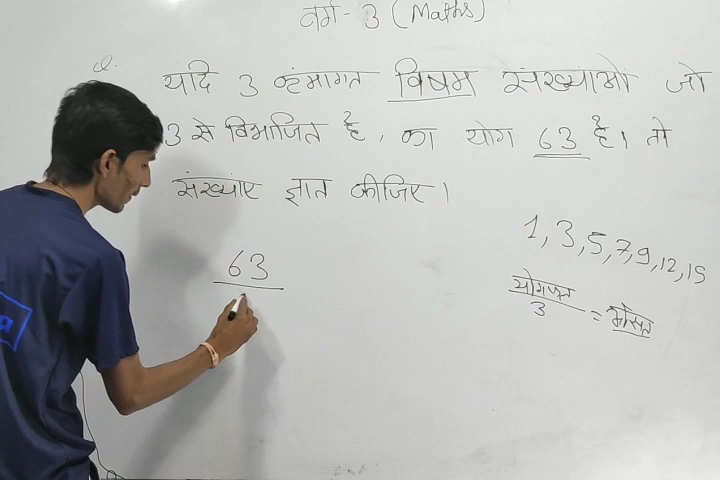 वर्ग - 3 (Maths)
Q.
यदि 3 क्रमागत विषम संख्याओं जो
3 से विभाजित है, का योग 63 है। तो
संख्याए ज्ञात कीजिए।
63
1, 3, 5, 7, 9, 12, 15
योगफल
3
= औसत
a